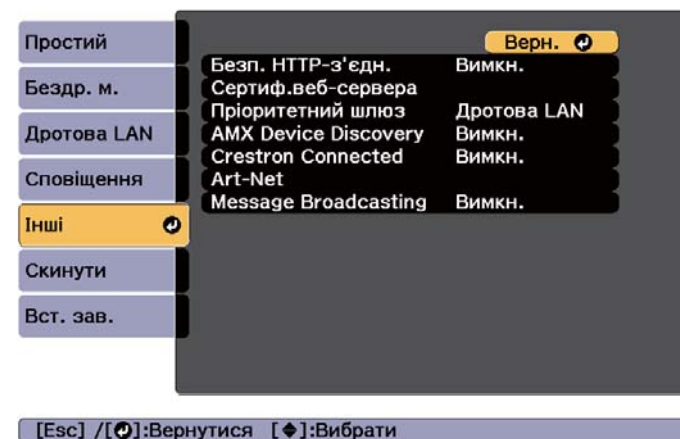 Простий
Бездр. м.
Дротова LAN
Сповіщення
Інші
Скинути
Вст. зав.
Верн.
Безп. HTTP-з'єдн. Вимкн.
Сертиф.веб-сервера
Пріоритетний шлюз Дротова LAN
AMX Device Discovery Вимкн.
Crestron Connected Вимкн.
Art-Net
Message Broadcasting Вимкн.
[Esc] /[⏎]:Вернутися [◆]:Вибрати